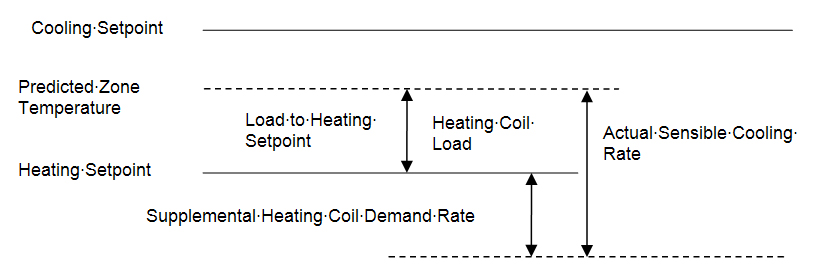 Cooling·Setpoint
Predicted·Zone
Temperature
Load·to·Heating·
Setpoint
Heating·Coil·
Load
Actual·Sensible·Cooling·
Rate
Heating·Setpoint
Supplemental·Heating·Coil·Demand·Rate